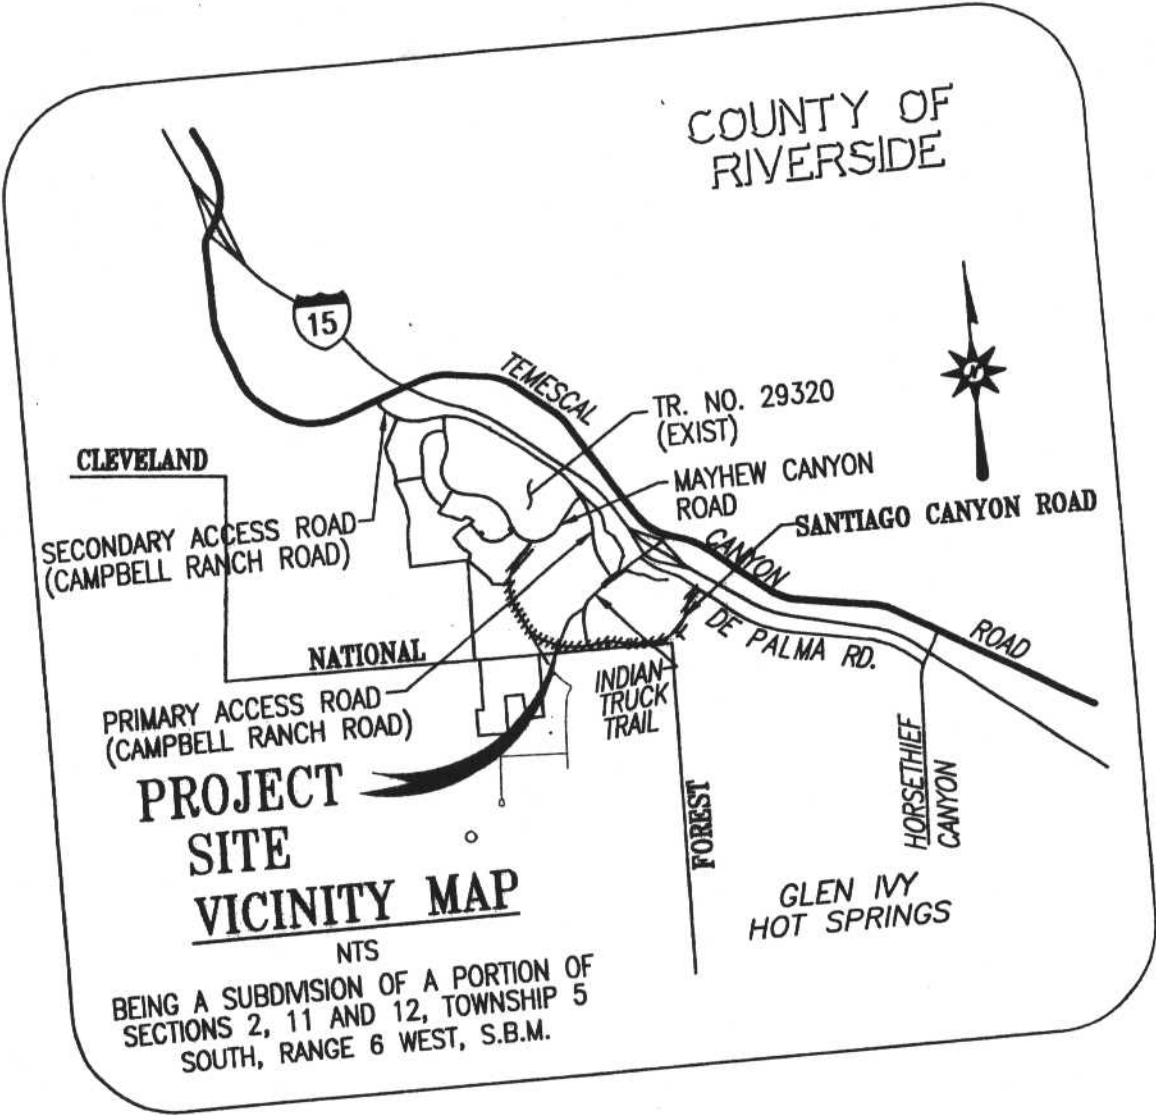 COUNTY OF
RIVERSIDE
15
TEMESCAL
TR. NO. 29320
(EXIST)
CLEVELAND
MAYHEW CANYON
ROAD
SANTIAGO CANYON ROAD
SECONDARY ACCESS ROAD
(CAMPBELL RANCH ROAD)
CANYON
DE PALMA RD.
ROAD
NATIONAL
INDIAN
TRUCK
TRAIL
PRIMARY ACCESS ROAD
(CAMPBELL RANCH ROAD)
HORSETHIEF
CANYON
FOREST
PROJECT
SITE
VICINITY MAP
NTS
GLEN IVY
HOT SPRINGS
BEING A SUBDIVISION OF A PORTION OF
SECTIONS 2, 11 AND 12, TOWNSHIP 5
SOUTH, RANGE 6 WEST, S.B.M.
N